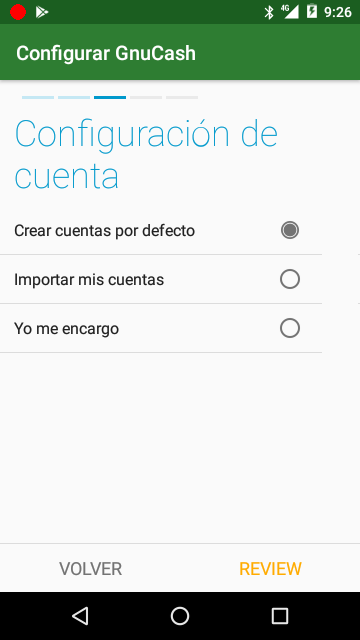 4G 9:26
Configurar GnuCash
Configuración de
cuenta
Crear cuentas por defecto
Importar mis cuentas
Yo me encargo
VOLVER REVIEW